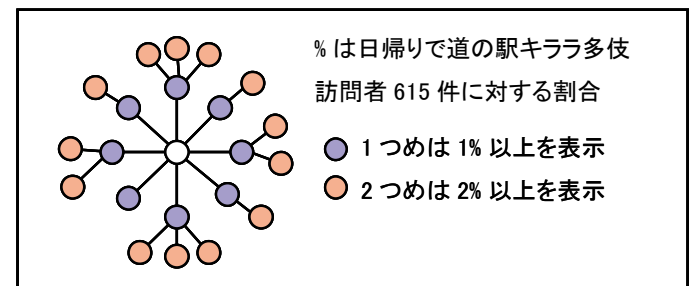 % は日帰りで道の駅キララ多伎
訪問者 615 件に対する割合
1 つめは 1% 以上を表示
2 つめは 2% 以上を表示